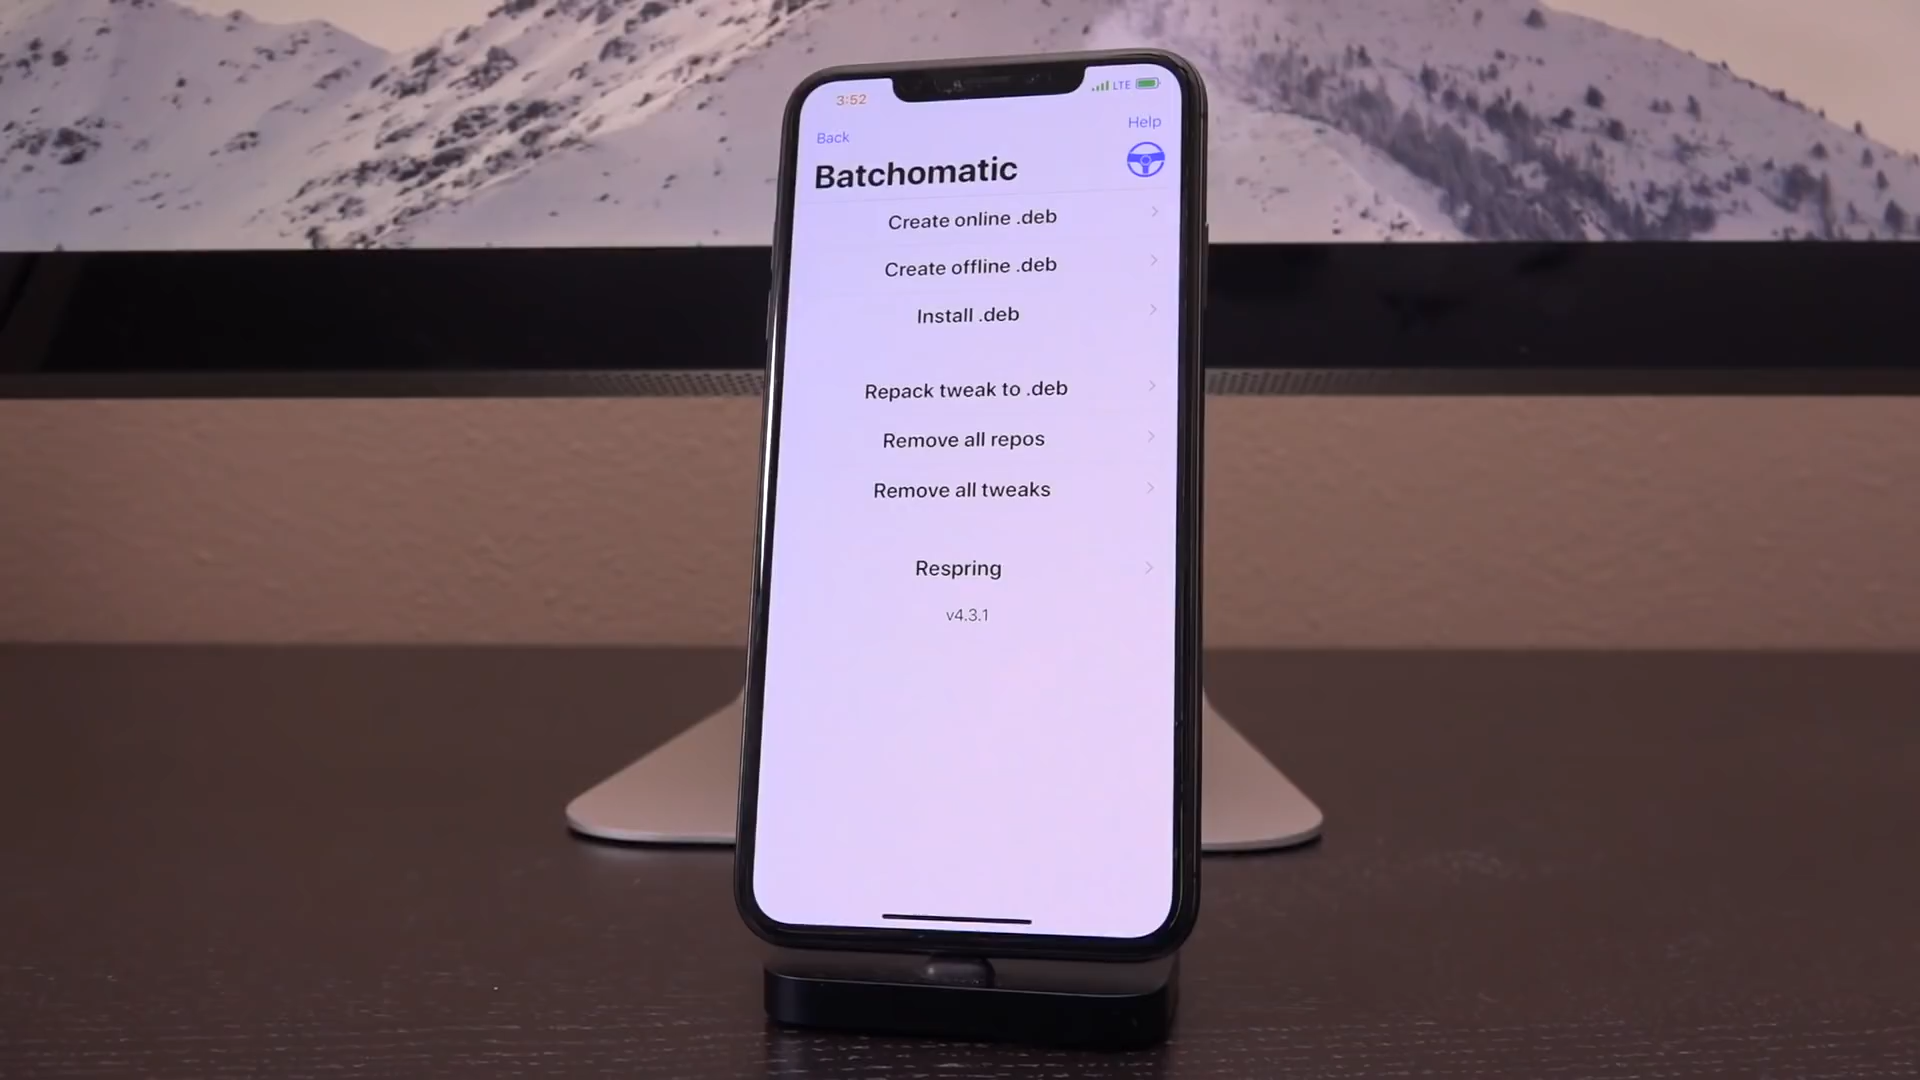 3:52
LTE
Back
Help
Batchomatic
Create online .deb
Create offline .deb
Install .deb
Repack tweak to .deb
Remove all repos
Remove all tweaks
Respring
v4.3.1